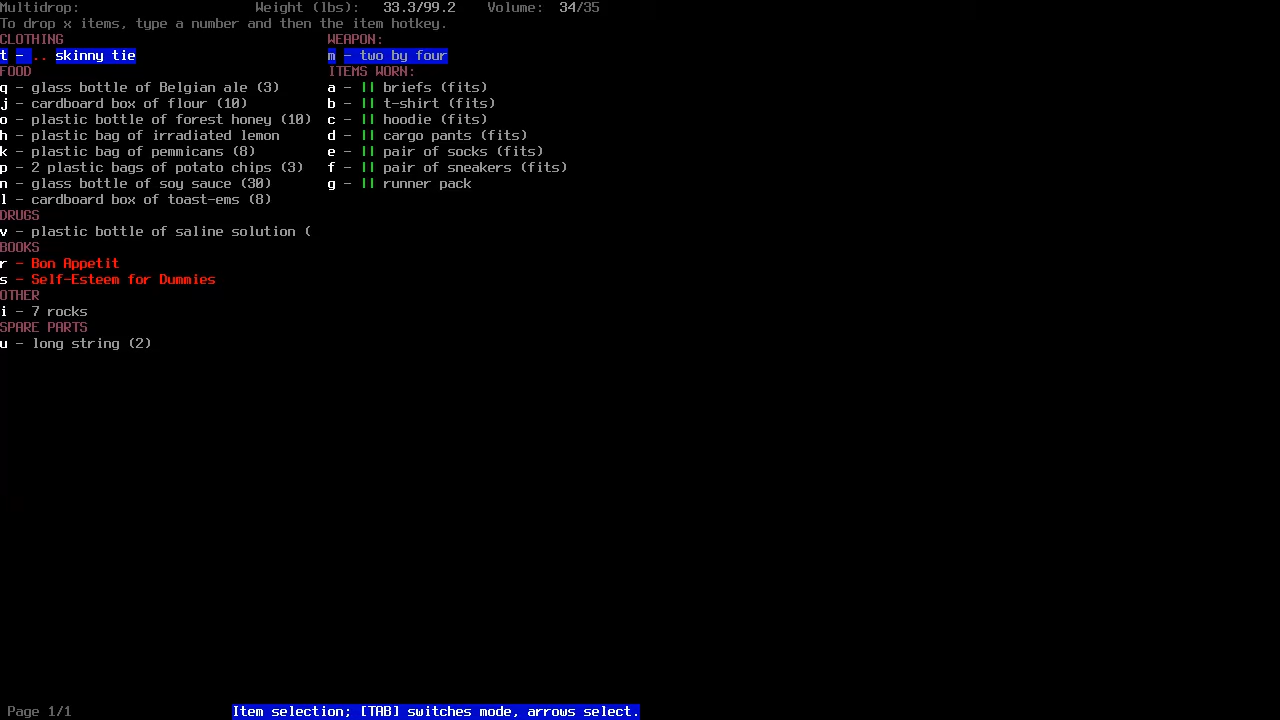 Multidrop: Weight (lbs): 33.3/99.2 Volume: 34/35
To drop x items, type a number and then the item hotkey.
CLOTHING
t - .. skinny tie
FOOD
q - glass bottle of Belgian ale (3)
j - cardboard box of flour (10)
o - plastic bottle of forest honey (10)
h - plastic bag of irradiated lemon
k - plastic bag of pemmicans (8)
p - 2 plastic bags of potato chips (3)
n - glass bottle of soy sauce (30)
l - cardboard box of toast-ems (8)
DRUGS
v - plastic bottle of saline solution (
BOOKS
r - Bon Appetit
s - Self-Esteem for Dummies
OTHER
i - 7 rocks
SPARE PARTS
u - long string (2)
WEAPON:
m - two by four
ITEMS WORN:
a - || briefs (fits)
b - || t-shirt (fits)
c - || hoodie (fits)
d - || cargo pants (fits)
e - || pair of socks (fits)
f - || pair of sneakers (fits)
g - || runner pack
Page 1/1 Item selection; [TAB] switches mode, arrows select.